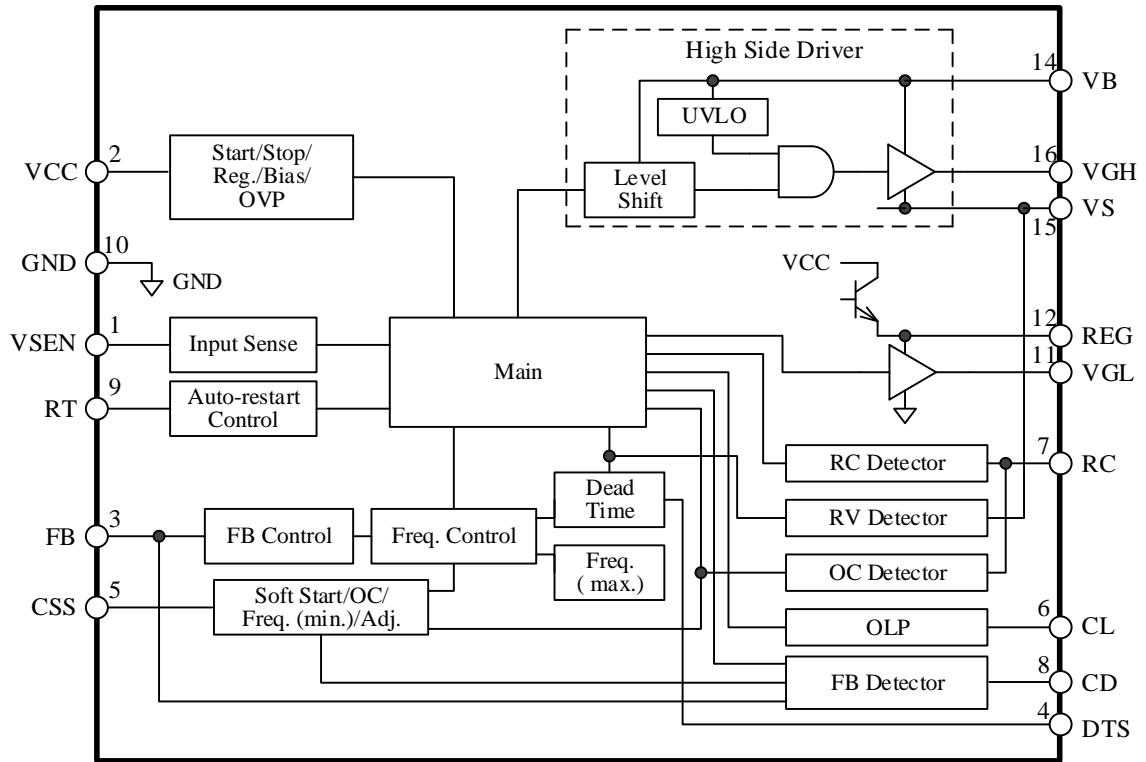 High Side Driver
14
VB
UVLO
2
VCC
Start/Stop/
Reg./Bias/
OVP
Level
Shift
16
VGH
VS
15
10
GND
GND
VCC
1
VSEN
Input Sense
Main
12
REG
11
VGL
9
RT
Auto-restart
Control
RC Detector
7
RC
Dead
Time
RV Detector
3
FB
FB Control
Freq. Control
Freq.
( max.)
OC Detector
5
CSS
Soft Start/OC/
Freq. (min.)/Adj.
OLP
6
CL
FB Detector
8
CD
4
DTS